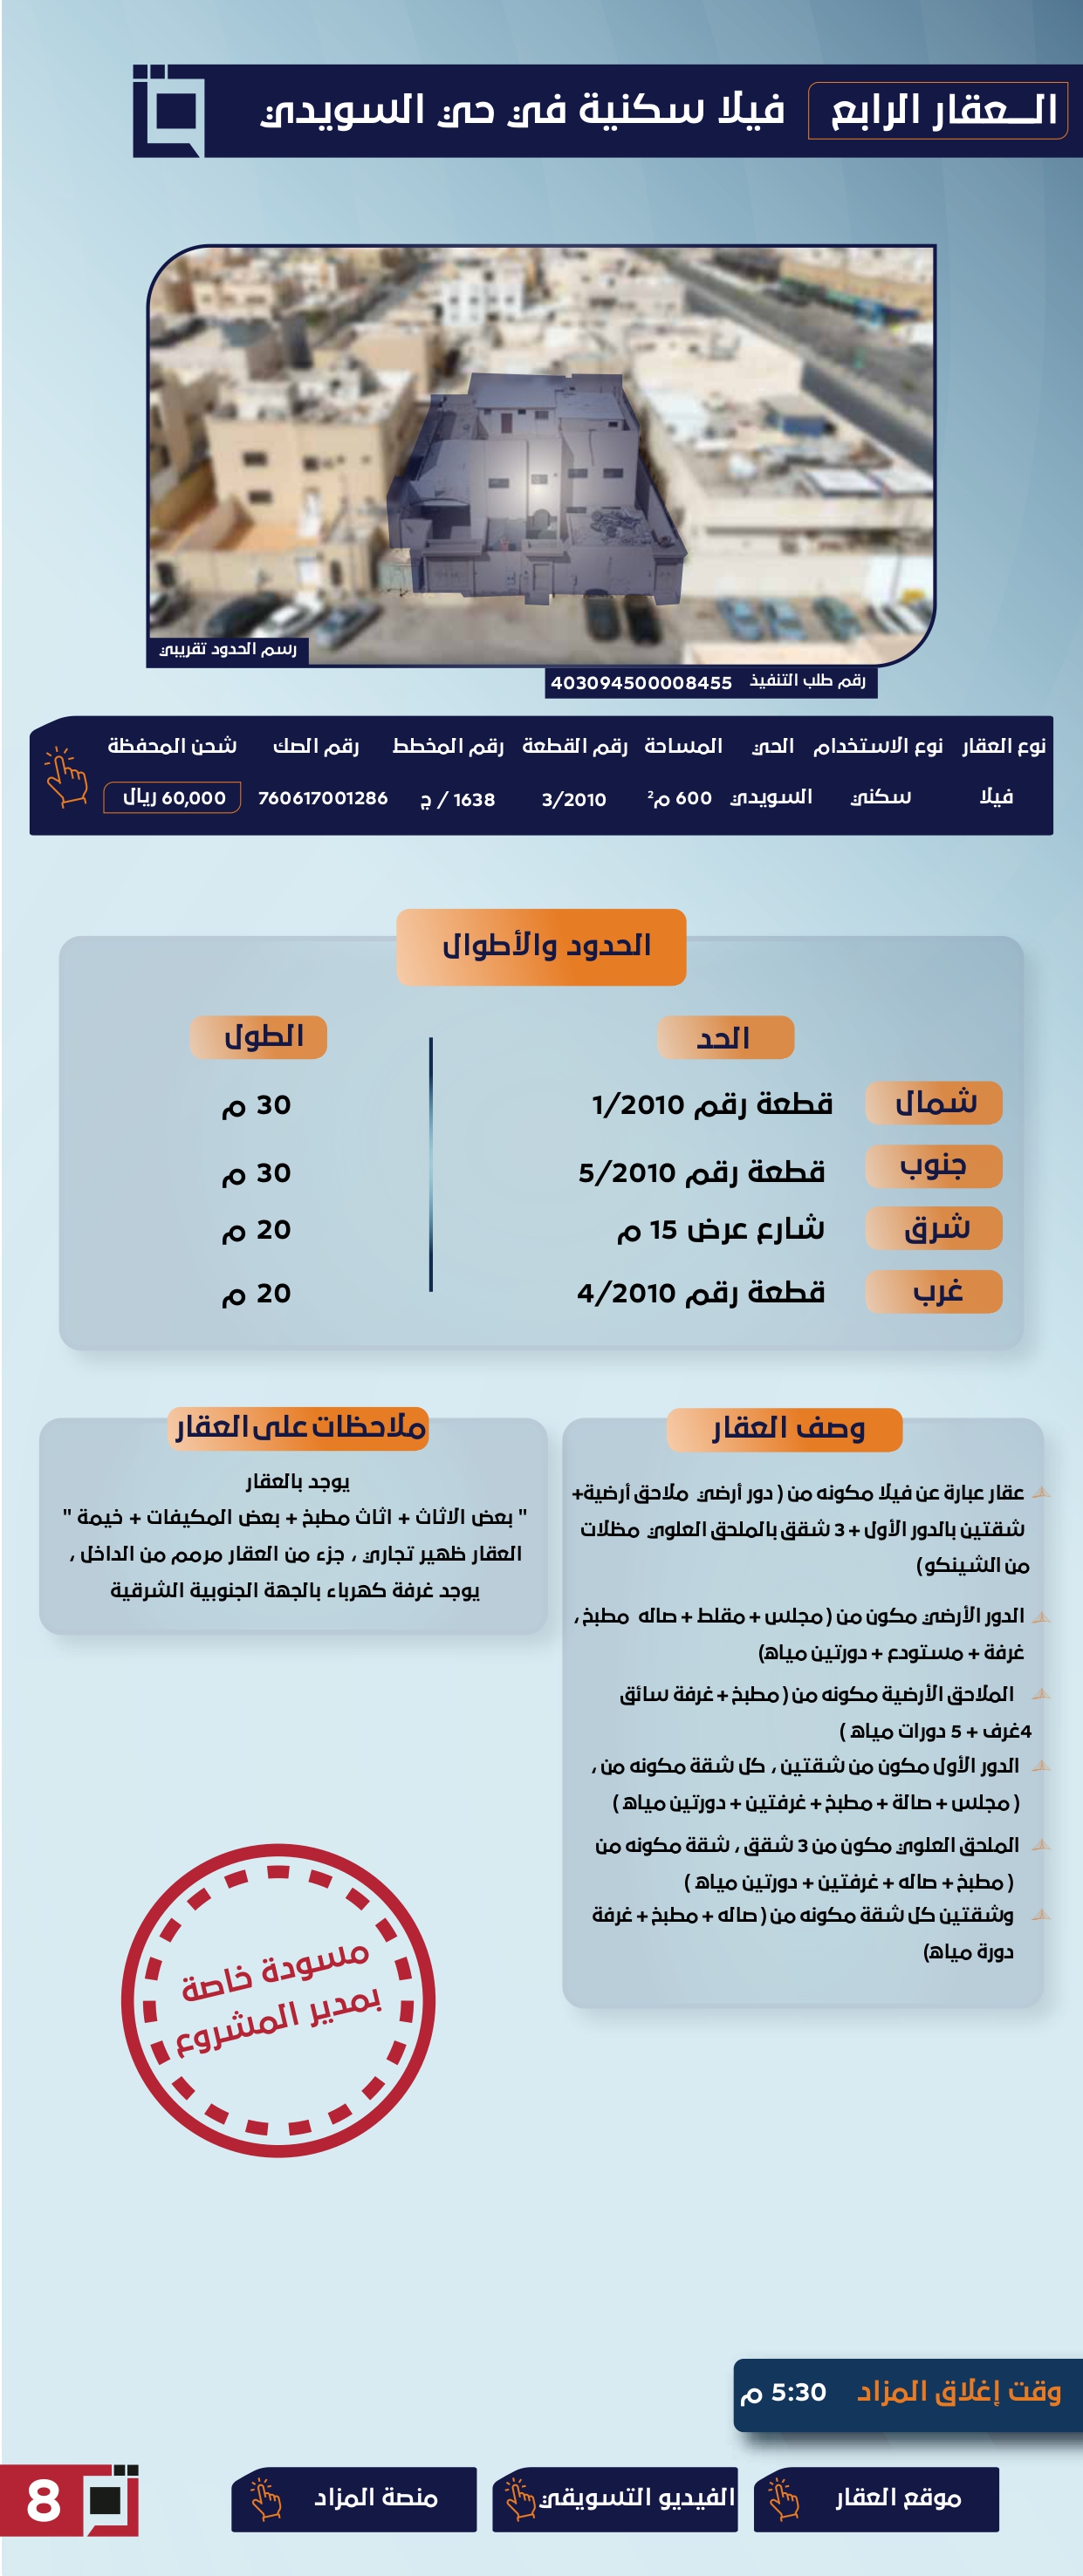 العقار الرابع
فيلا سكنية في حي السويدي
رسم الحدود تقريبي
رقم طلب التنفيذ 403094500008455
نوع العقار نوع الاستخدام الحي المساحة رقم القطعة رقم المخطط رقم الصك شحن المحفظة
فيلا سكني السويدي 600 م² 3/2010 1638 / ج 760617001286 60,000 ريال
الحدود والأطوال
الحد الطول
شمال قطعة رقم 1/2010 30 م
جنوب قطعة رقم 5/2010 30 م
شرق شارع عرض 15 م 20 م
غرب قطعة رقم 4/2010 20 م
وصف العقار
عقار عبارة عن فيلا مكونه من ( دور أرضي ملاحق أرضية+
شقتين بالدور الأول + 3 شقق بالملحق العلوي مظلات
من الشينكو )
الدور الأرضي مكون من ( مجلس + مقلط + صاله مطبخ ,
غرفة + مستودع + دورتين مياه)
الملاحق الأرضية مكونه من ( مطبخ + غرفة سائق
4غرف + 5 دورات مياه )
الدور الأول مكون من شقتين , كل شقة مكونه من ,
( مجلس + صالة + مطبخ + غرفتين + دورتين مياه )
الملحق العلوي مكون من 3 شقق , شقة مكونه من
( مطبخ + صاله + غرفتين + دورتين مياه )
وشقتين كل شقة مكونه من ( صاله + مطبخ + غرفة
دورة مياه)
ملاحظات على العقار
يوجد بالعقار
" بعض الاثاث + اثاث مطبخ + بعض المكيفات + خيمة "
العقار ظهير تجاري , جزء من العقار مرمم من الداخل ,
يوجد غرفة كهرباء بالجهة الجنوبية الشرقية
مسودة خاصة
بمدير المشروع
وقت إغلاق المزاد 5:30 م
موقع العقار
الفيديو التسويقي
منصة المزاد
8